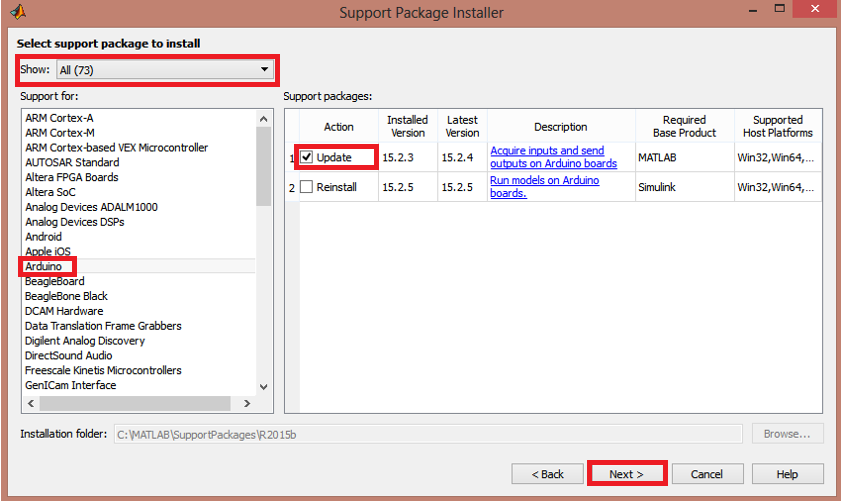 Support Package Installer
Select support package to install
Show: All (73)
Support for:
ARM Cortex-A
ARM Cortex-M
ARM Cortex-based VEX Microcontroller
AUTOSAR Standard
Altera FPGA Boards
Altera SoC
Analog Devices ADALM1000
Analog Devices DSPs
Android
Apple iOS
Arduino
BeagleBoard
BeagleBone Black
DCAM Hardware
Data Translation Frame Grabbers
Digilent Analog Discovery
DirectSound Audio
Freescale Kinetis Microcontrollers
GenICam Interface
Support packages:
Action Installed Version Latest Version Description Required Base Product Supported Host Platforms
1 Update 15.2.3 15.2.4 Acquire inputs and send outputs on Arduino boards MATLAB Win32,Win64,...
2 Reinstall 15.2.5 15.2.5 Run models on Arduino boards. Simulink Win32,Win64,...
Installation folder: C:\MATLAB\SupportPackages\R2015b Browse...
< Back Next > Cancel Help